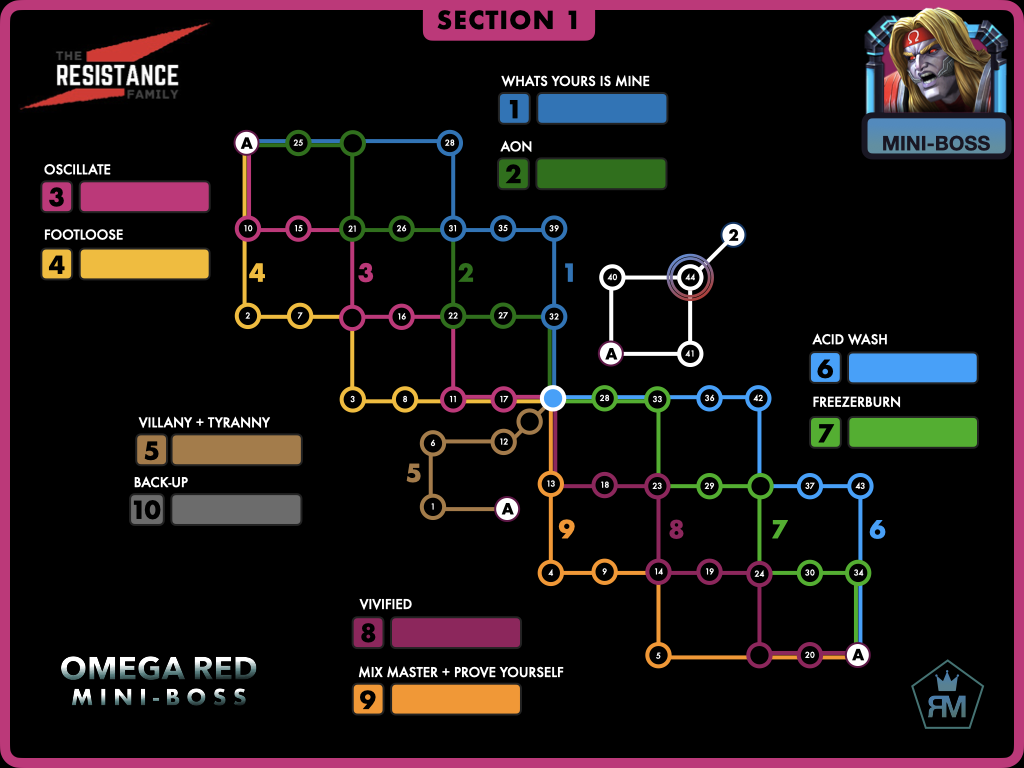 SECTION 1
THE
RESISTANCE
FAMILY
Ω
MINI-BOSS
WHATS YOURS IS MINE
1
AON
2
OSCILLATE
3
FOOTLOOSE
4
A 25 28
10 15 21 26 31 35 39
4 3 2 1
2 7 16 22 27 32
3 8 11 17
2
40 44
A 41
ACID WASH
6
FREEZERBURN
7
VILLANY + TYRANNY
5
BACK-UP
10
6 12
5
1 A
28 33 36 42
13 18 23 29 37 43
9 8 7 6
4 9 14 19 24 30 34
5 20 A
VIVIFIED
8
MIX MASTER + PROVE YOURSELF
9
OMEGA RED
MINI-BOSS
RM